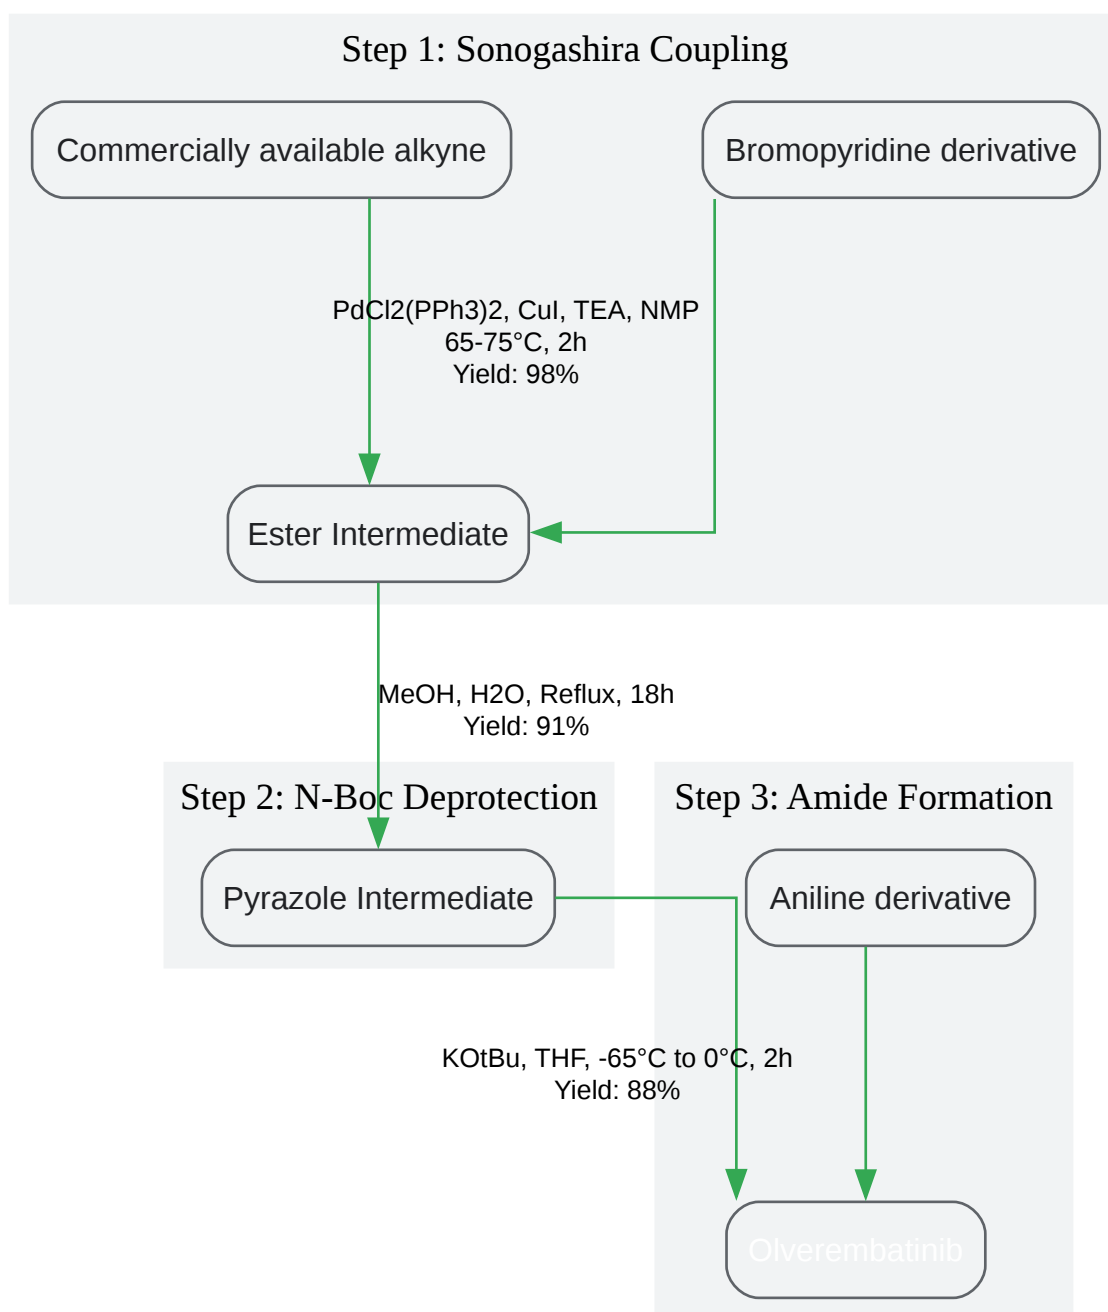 Step 1: Sonogashira Coupling
Commercially available alkyne
Bromopyridine derivative
PdCl2(PPh3)2, CuI, TEA, NMP
65-75°C, 2h
Yield: 98%
Ester Intermediate
MeOH, H2O, Reflux, 18h
Yield: 91%
Step 2: N-Boc Deprotection
Step 3: Amide Formation
Pyrazole Intermediate
Aniline derivative
KOtBu, THF, -65°C to 0°C, 2h
Yield: 88%
Olverembatinib